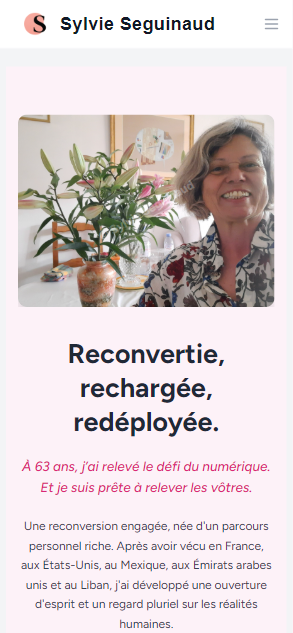 S Sylvie Seguinaud
Reconvertie,
rechargée,
redéployée.
À 63 ans, j'ai relevé le défi du numérique.
Et je suis prête à relever les vôtres.
Une reconversion engagée, née d'un parcours
personnel riche. Après avoir vécu en France,
aux États-Unis, au Mexique, aux Émirats arabes
unis et au Liban, j'ai développé une ouverture
d'esprit et un regard pluriel sur les réalités
humaines.